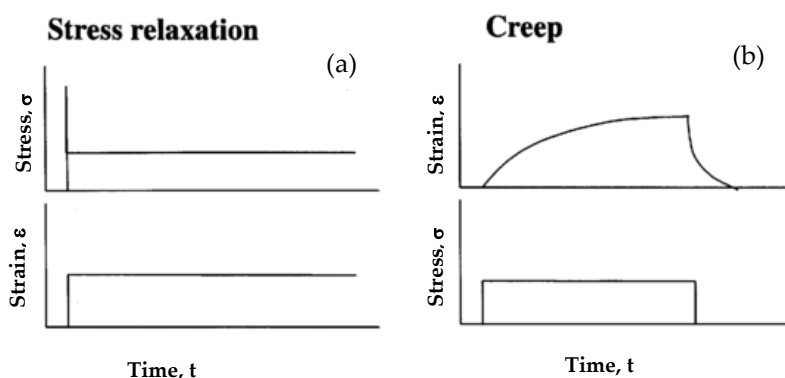 Stress relaxation
(a)
Stress, σ
Strain, ε
Time, t
Creep
(b)
Strain, ε
Stress, σ
Time, t